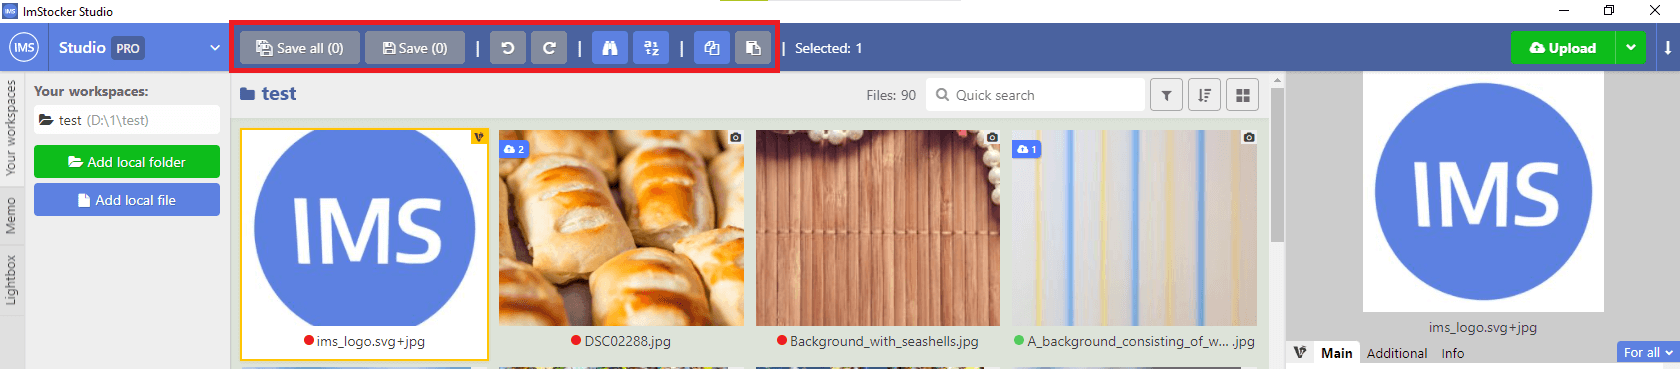 IMS ImStocker Studio
IMS Studio PRO Save all (0) Save (0) | | | | Selected: 1 Upload
Your workspaces
Memo
Lightbox
Your workspaces:
test (D:\1\test)
Add local folder
Add local file
test Files: 90 Quick search
IMS
2
1
IMS
ims_logo.svg+jpg
DSC02288.jpg
Background_with_seashells.jpg
A_background_consisting_of_w... .jpg
ims_logo.svg+jpg
Main Additional Info For all